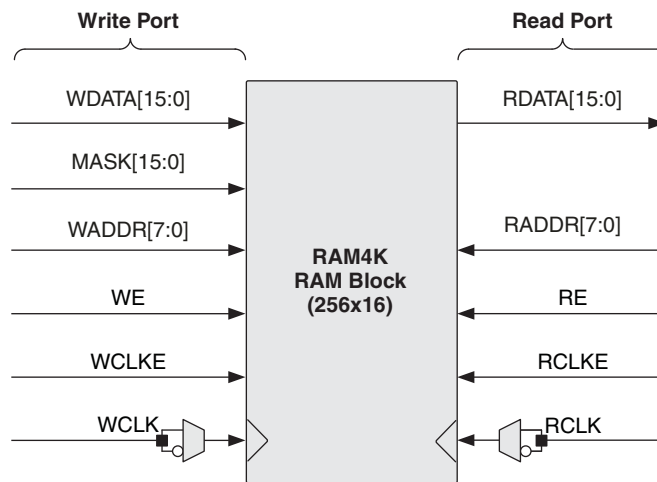 Write Port
Read Port
WDATA[15:0]
RDATA[15:0]
MASK[15:0]
WADDR[7:0]
RADDR[7:0]
RAM4K
RAM Block
(256x16)
WE
RE
WCLKE
RCLKE
WCLK
RCLK